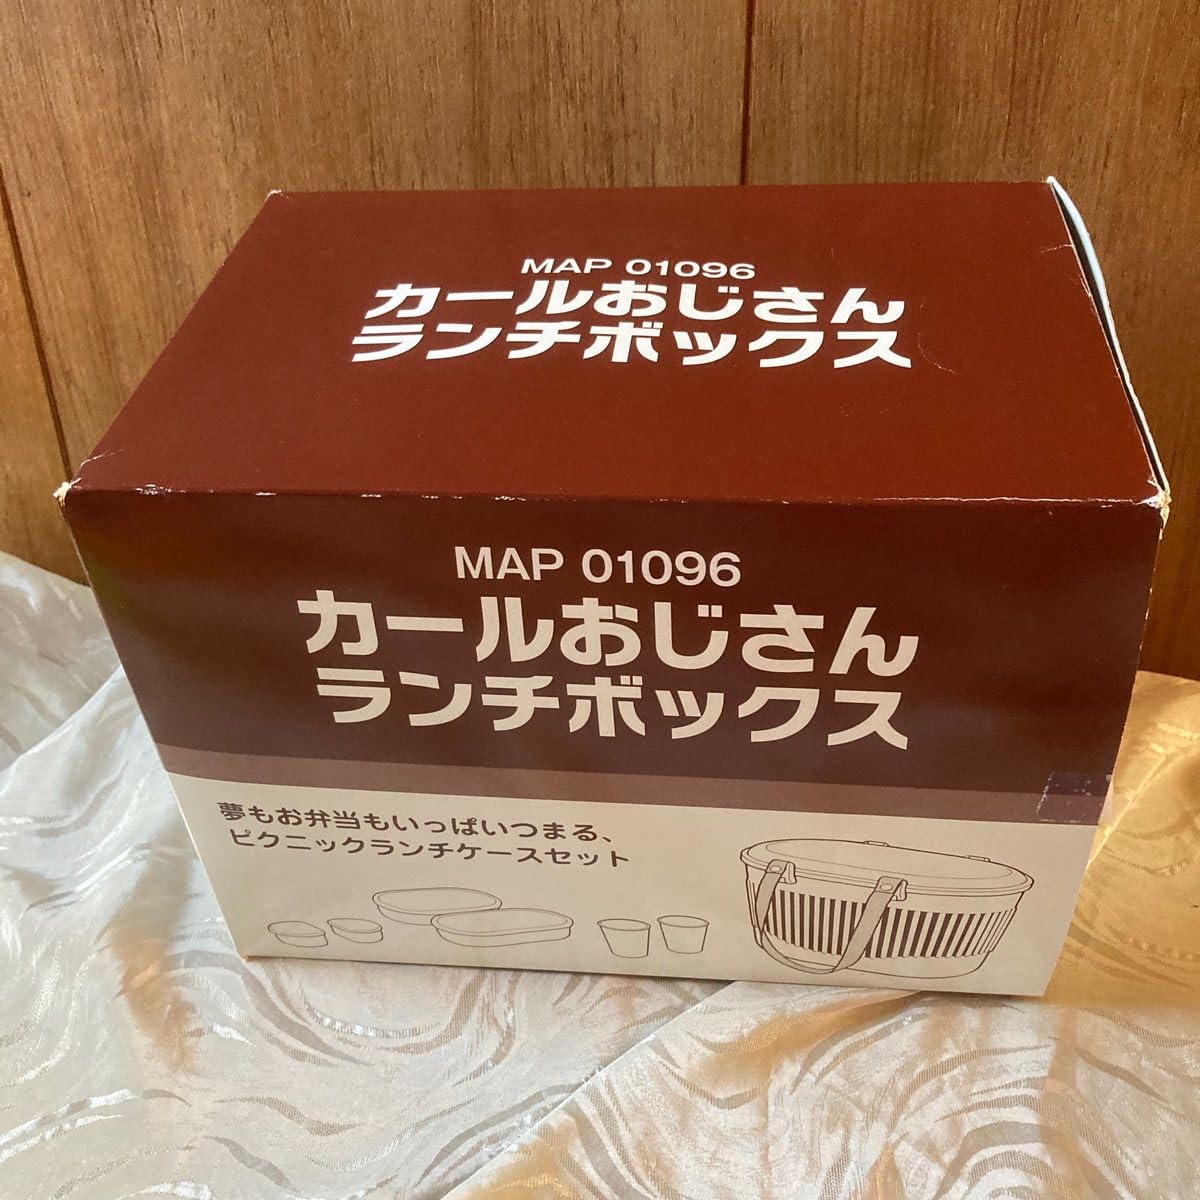 MAP 01096
カールおじさん
ランチボックス
MAP 01096
カールおじさん
ランチボックス
夢もお弁当もいっぱいつまる、
ピクニックランチケースセット